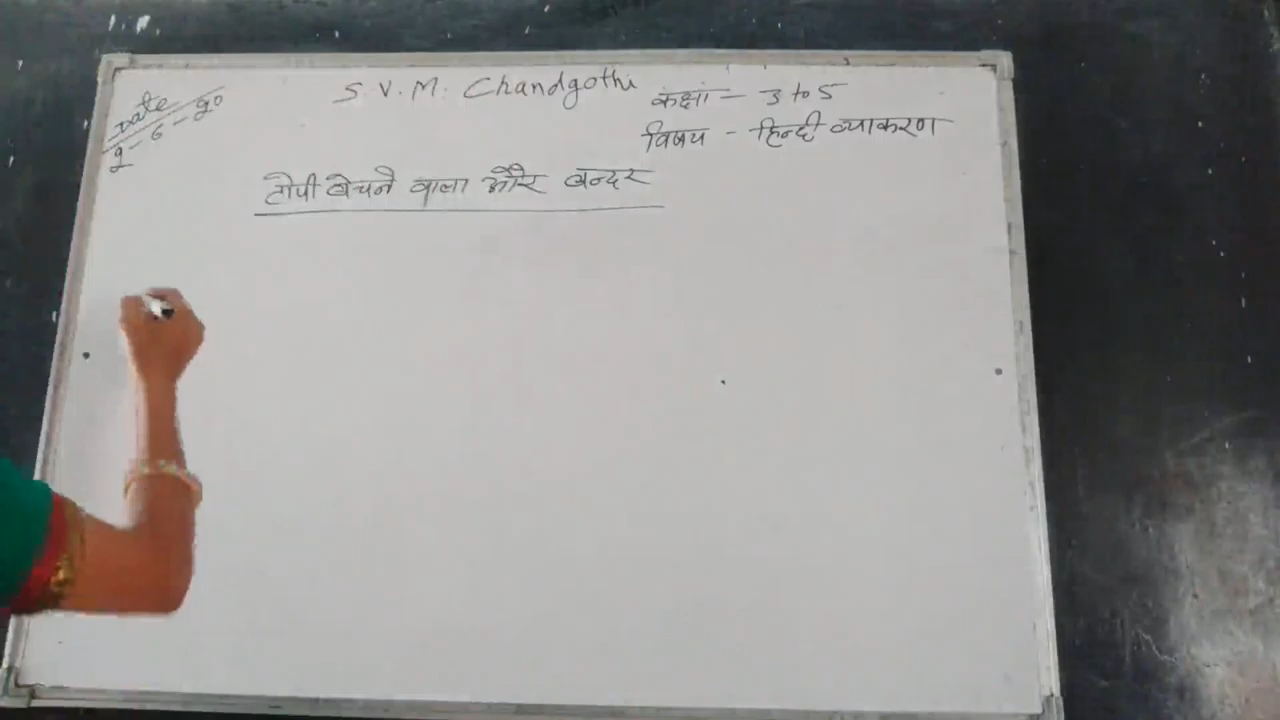 Date
9-6-20
S.V.M. Chandgothi
कक्षा - 3 to 5
विषय - हिन्दी व्याकरण
टोपी बेचने वाला और बन्दर